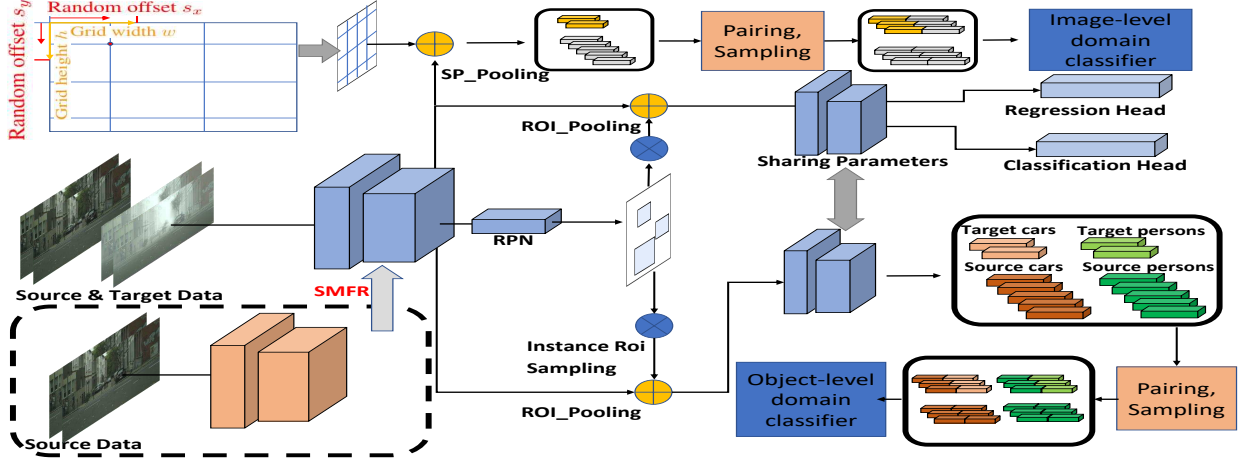 Random offset s_x
Grid width w
Random offset s_y
Grid height h
SP_Pooling
Pairing,
Sampling
Image-level
domain
classifier
ROI_Pooling
Regression Head
Sharing Parameters
Classification Head
RPN
Source & Target Data
SMFR
Target cars
Target persons
Source cars
Source persons
Instance Roi
Sampling
ROI_Pooling
Object-level
domain
classifier
Pairing,
Sampling
Source Data